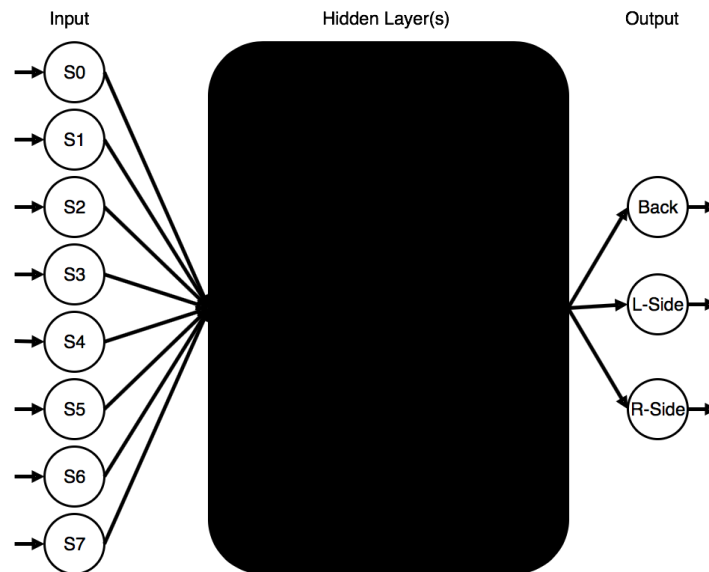 Input
Hidden Layer(s)
Output
S0
S1
S2
S3
S4
S5
S6
S7
Back
L-Side
R-Side